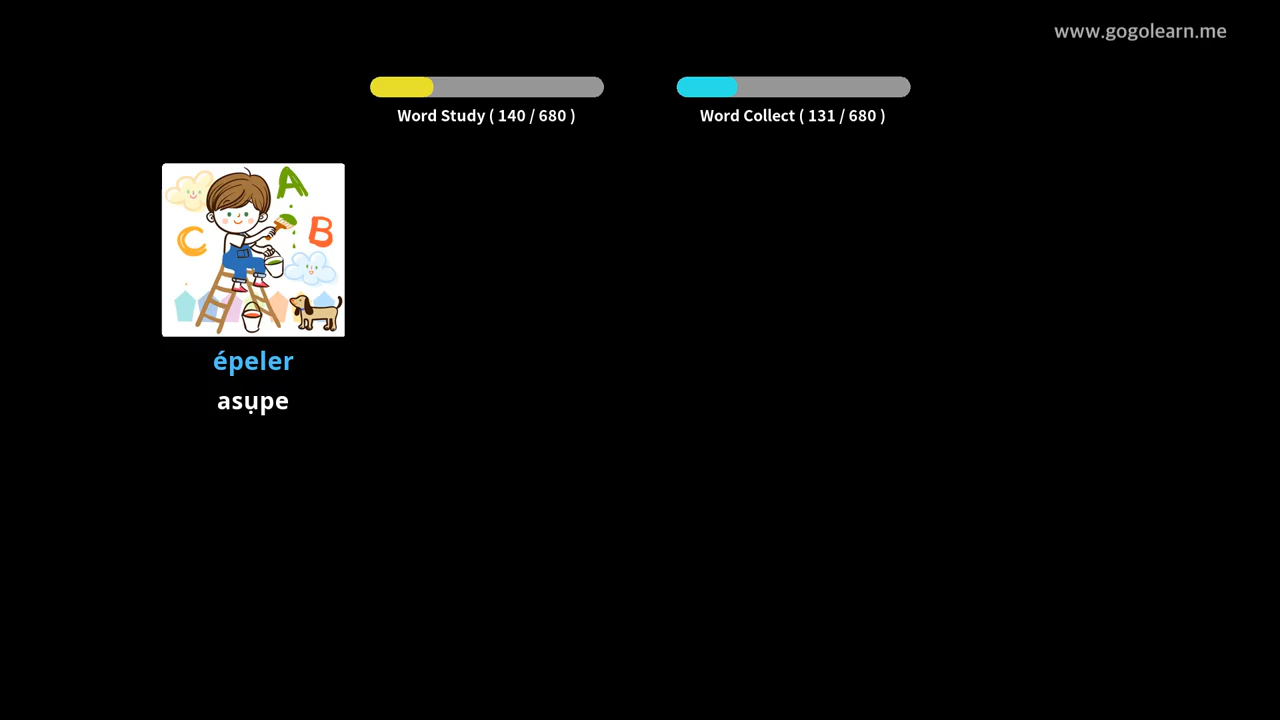 www.gogolearn.me
Word Study ( 140 / 680 )
Word Collect ( 131 / 680 )
A
B
C
épeler
asụpe